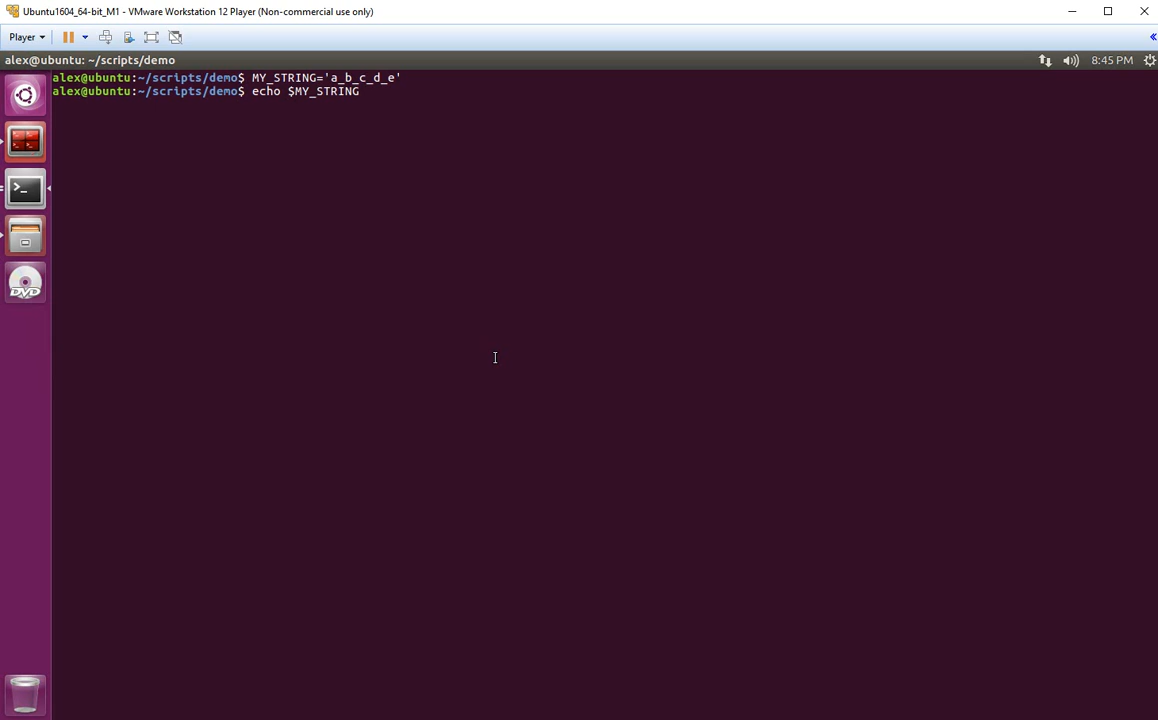 Ubuntu1604_64-bit_M1 - VMware Workstation 12 Player (Non-commercial use only)
Player
alex@ubuntu: ~/scripts/demo
8:45 PM
alex@ubuntu:~/scripts/demo$ MY_STRING='a_b_c_d_e'
alex@ubuntu:~/scripts/demo$ echo $MY_STRING
>_
DVD